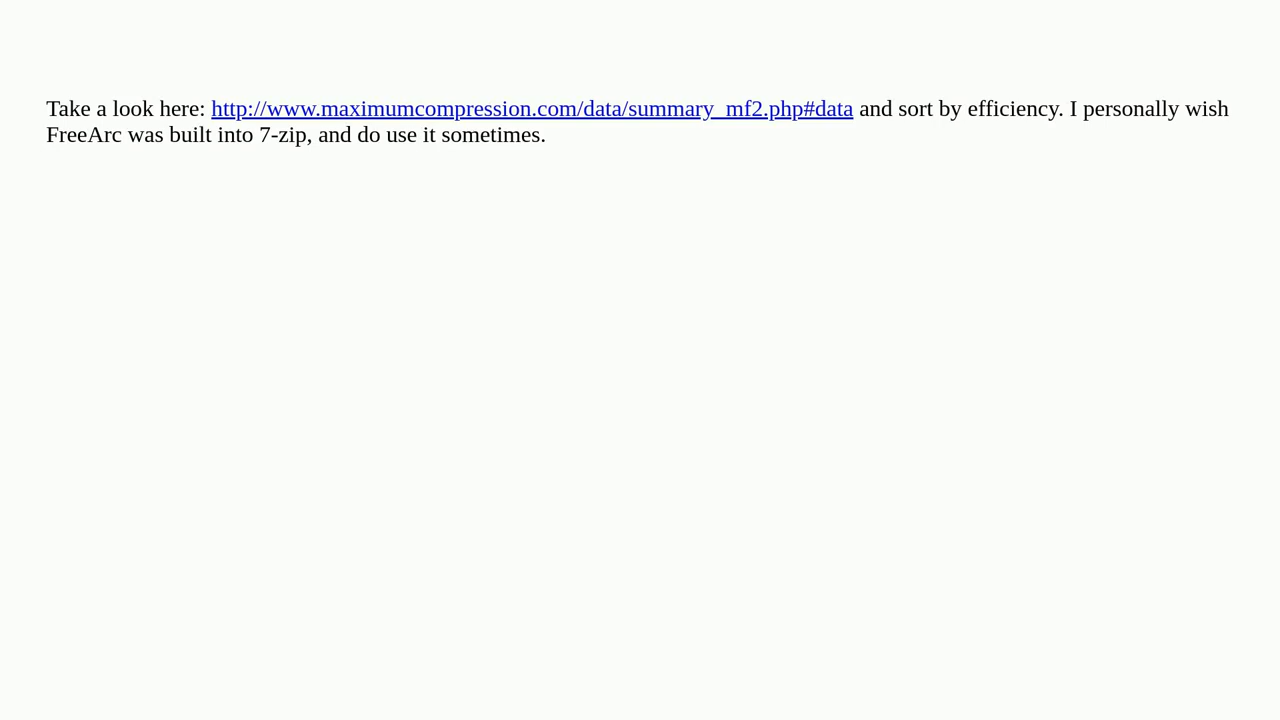 Take a look here: http://www.maximumcompression.com/data/summary_mf2.php#data and sort by efficiency. I personally wish
FreeArc was built into 7-zip, and do use it sometimes.